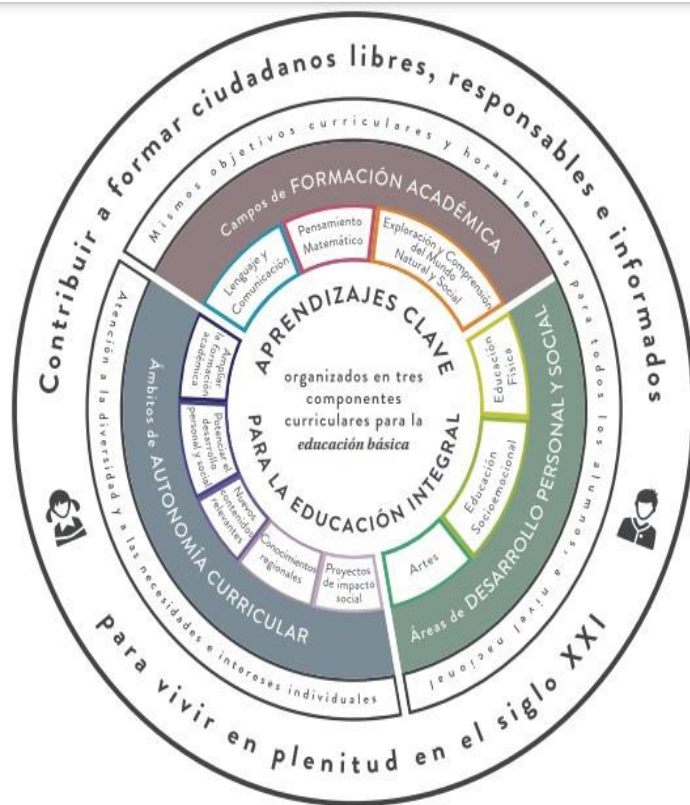 Contribuir a formar ciudadanos libres, responsables e informados
para vivir en plenitud en el siglo XXI
Mismos objetivos curriculares y horas lectivas para todos los alumnos, a nivel nacional
Atención a la diversidad y a las necesidades e intereses individuales
Campos de FORMACIÓN ACADÉMICA
Lenguaje y
Comunicación
Pensamiento
Matemático
Exploración y Comprensión
del Mundo
Natural y Social
Áreas de DESARROLLO PERSONAL Y SOCIAL
Educación
Física
Educación
Socioemocional
Artes
Ámbitos de AUTONOMÍA CURRICULAR
Ampliar
la formación
académica
Potenciar el
desarrollo
personal y social
Nuevos
contenidos
relevantes
Conocimientos
regionales
Proyectos
de impacto
social
APRENDIZAJES CLAVE
organizados en tres
componentes
curriculares para la
educación básica
PARA LA EDUCACIÓN INTEGRAL